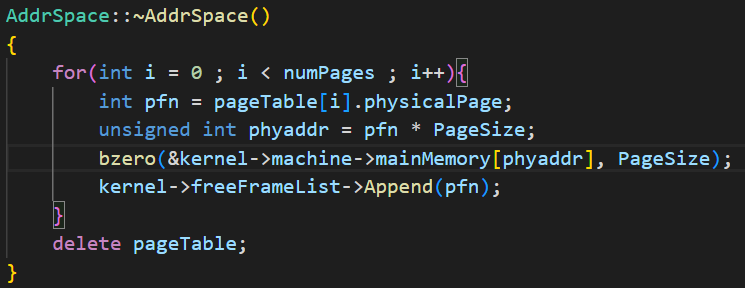 AddrSpace::~AddrSpace()
{
    for(int i = 0 ; i < numPages ; i++){
        int pfn = pageTable[i].physicalPage;
        unsigned int phyaddr = pfn * PageSize;
        bzero(&kernel->machine->mainMemory[phyaddr], PageSize);
        kernel->freeFrameList->Append(pfn);
    }
    delete pageTable;
}